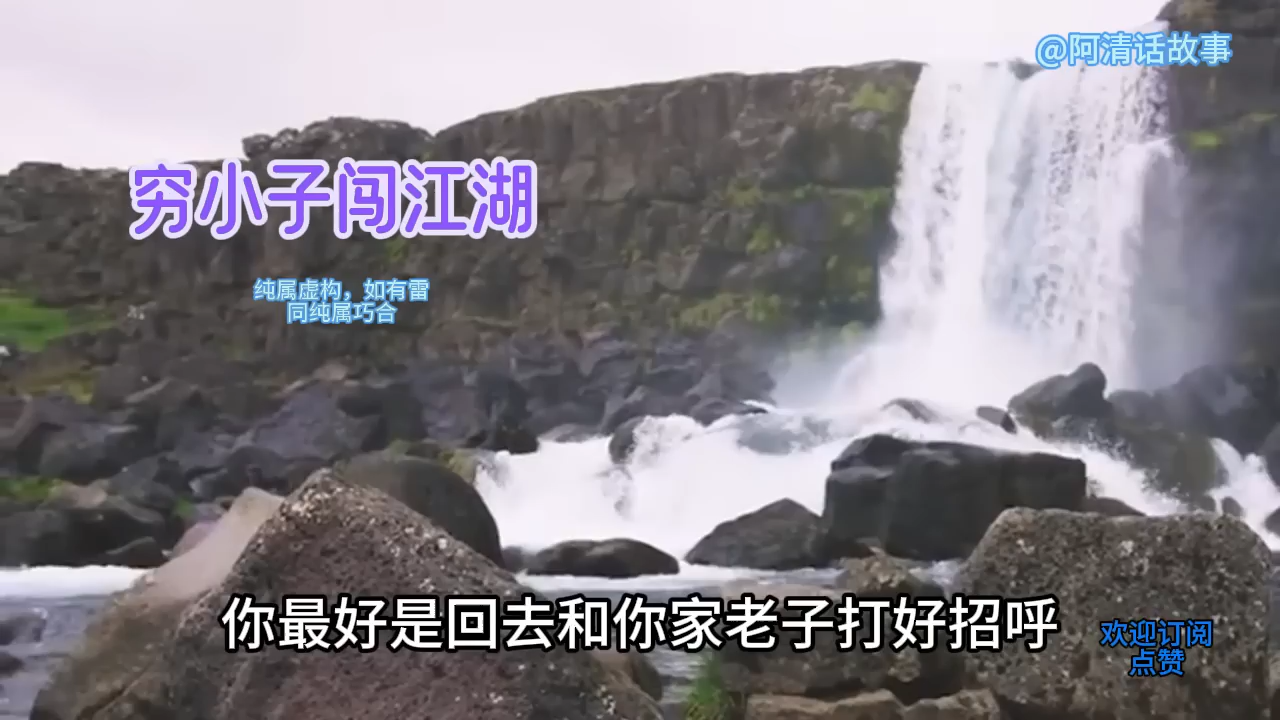 @阿清话故事
穷小子闯江湖
纯属虚构，如有雷
同纯属巧合
你最好是回去和你家老子打好招呼
欢迎订阅
点赞